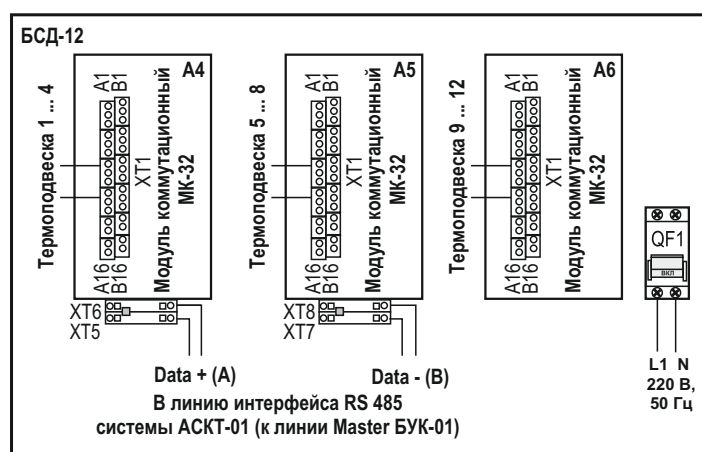 БСД-12
A4
A1
B1
Термоподвеска 1 ... 4
XT1
Модуль коммутационный
МК-32
A16
B16
XT6
XT5
A5
A1
B1
Термоподвеска 5 ... 8
XT1
Модуль коммутационный
МК-32
A16
B16
XT8
XT7
A6
A1
B1
Термоподвеска 9 ... 12
XT1
Модуль коммутационный
МК-32
A16
B16
QF1
ВКЛ
L1 N
220 В,
50 Гц
Data + (A)
Data - (B)
В линию интерфейса RS 485
системы АСКТ-01 (к линии Master БУК-01)